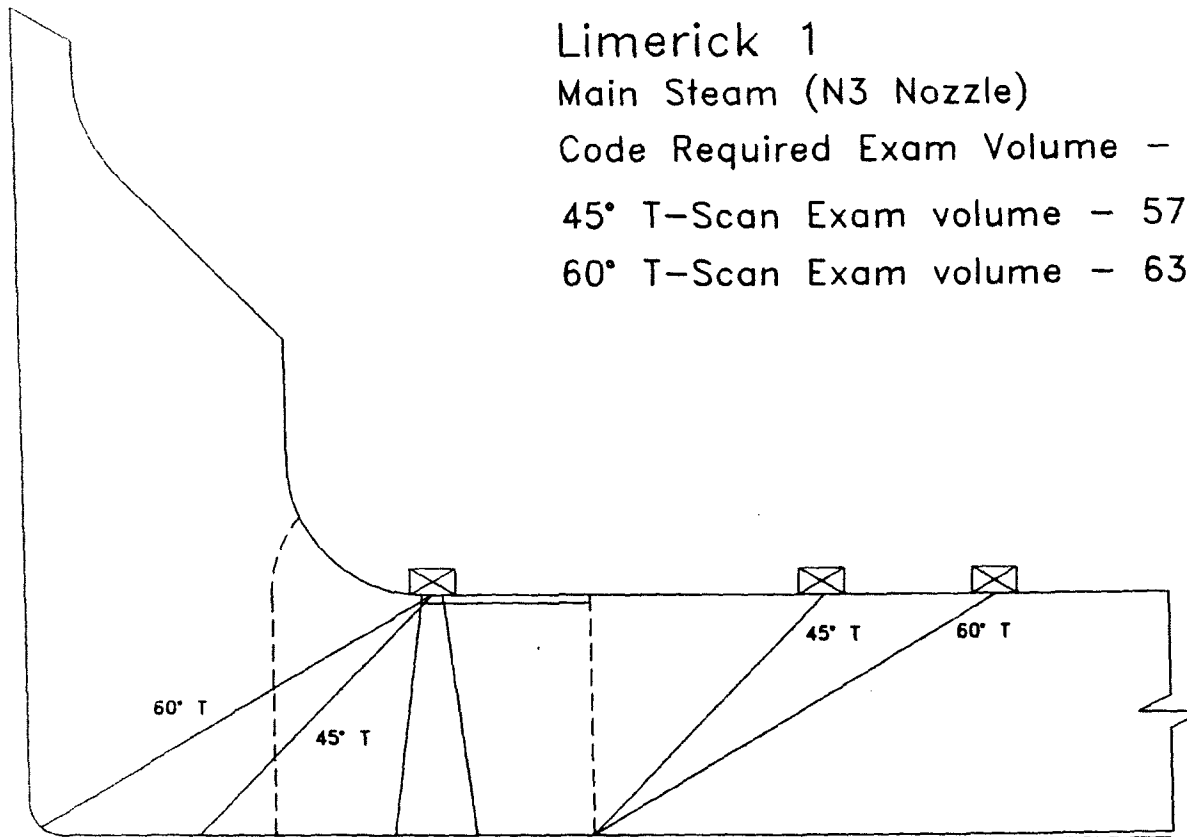 Limerick 1
Main Steam (N3 Nozzle)
Code Required Exam Volume -
45° T-Scan Exam volume - 57
60° T-Scan Exam volume - 63
45° T
60° T
60° T
45° T